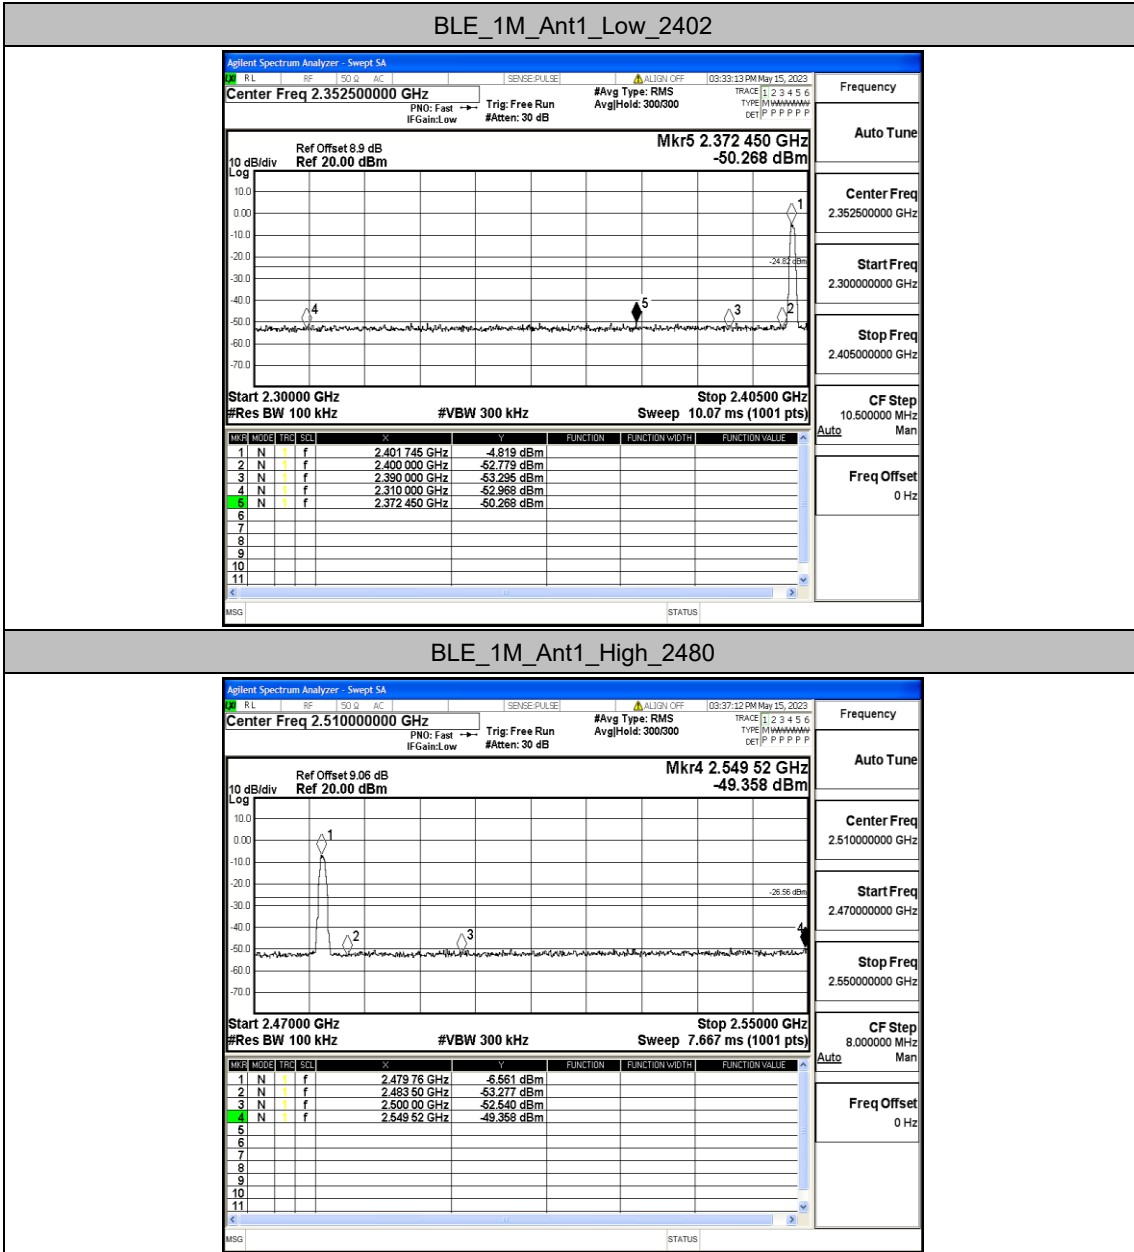 BLE_1M_Ant1_Low_2402
Agilent Spectrum Analyzer - Swept SA
LXI RL RF 50 Ω AC SENSE:PULSE ALIGN OFF 03:33:13 PM May 15, 2023
Center Freq 2.352500000 GHz
PNO: Fast
IFGain:Low
Trig: Free Run
#Atten: 30 dB
#Avg Type: RMS
Avg|Hold: 300/300
TRACE 1 2 3 4 5 6
TYPE M WWWWW
DET P P P P P P
Frequency
Auto Tune
Center Freq
2.352500000 GHz
Start Freq
2.300000000 GHz
Stop Freq
2.405000000 GHz
CF Step
10.500000 MHz
Auto Man
Freq Offset
0 Hz
Mkr5 2.372 450 GHz
-50.268 dBm
Ref Offset 8.9 dB
10 dB/div Ref 20.00 dBm
Log
10.0
0.00
-10.0
-20.0
-30.0
-40.0
-50.0
-60.0
-70.0
1
-24.82 dBm
4
5
3
2
Start 2.30000 GHz Stop 2.40500 GHz
#Res BW 100 kHz #VBW 300 kHz Sweep 10.07 ms (1001 pts)
MKR MODE TRC SCL X Y FUNCTION FUNCTION WIDTH FUNCTION VALUE
1 N 1 f 2.401 745 GHz -4.819 dBm
2 N 1 f 2.400 000 GHz -52.779 dBm
3 N 1 f 2.390 000 GHz -53.295 dBm
4 N 1 f 2.310 000 GHz -52.968 dBm
5 N 1 f 2.372 450 GHz -50.268 dBm
6
7
8
9
10
11
MSG STATUS
BLE_1M_Ant1_High_2480
Agilent Spectrum Analyzer - Swept SA
LXI RL RF 50 Ω AC SENSE:PULSE ALIGN OFF 03:37:12 PM May 15, 2023
Center Freq 2.510000000 GHz
PNO: Fast
IFGain:Low
Trig: Free Run
#Atten: 30 dB
#Avg Type: RMS
Avg|Hold: 300/300
TRACE 1 2 3 4 5 6
TYPE M WWWWW
DET P P P P P P
Frequency
Auto Tune
Center Freq
2.510000000 GHz
Start Freq
2.470000000 GHz
Stop Freq
2.550000000 GHz
CF Step
8.000000 MHz
Auto Man
Freq Offset
0 Hz
Mkr4 2.549 52 GHz
-49.358 dBm
Ref Offset 9.06 dB
10 dB/div Ref 20.00 dBm
Log
10.0
0.00
-10.0
-20.0
-30.0
-40.0
-50.0
-60.0
-70.0
1
-26.56 dBm
2
3
4
Start 2.47000 GHz Stop 2.55000 GHz
#Res BW 100 kHz #VBW 300 kHz Sweep 7.667 ms (1001 pts)
MKR MODE TRC SCL X Y FUNCTION FUNCTION WIDTH FUNCTION VALUE
1 N 1 f 2.479 76 GHz -6.561 dBm
2 N 1 f 2.483 50 GHz -53.277 dBm
3 N 1 f 2.500 00 GHz -52.540 dBm
4 N 1 f 2.549 52 GHz -49.358 dBm
5
6
7
8
9
10
11
MSG STATUS